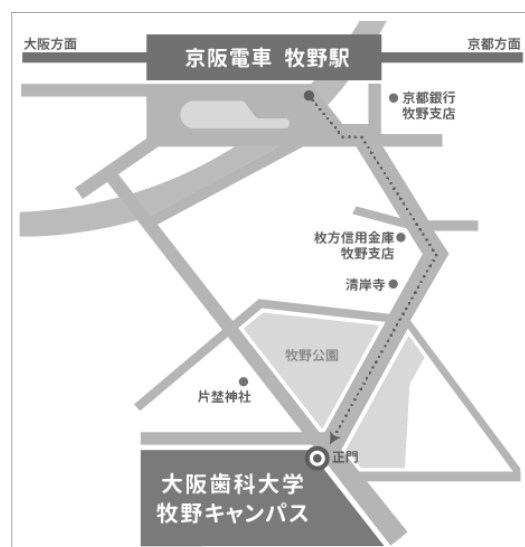 大阪方面
京都方面
京阪電車 牧野駅
京都銀行
牧野支店
枚方信用金庫
牧野支店
清岸寺
牧野公園
片埜神社
正門
大阪歯科大学
牧野キャンパス